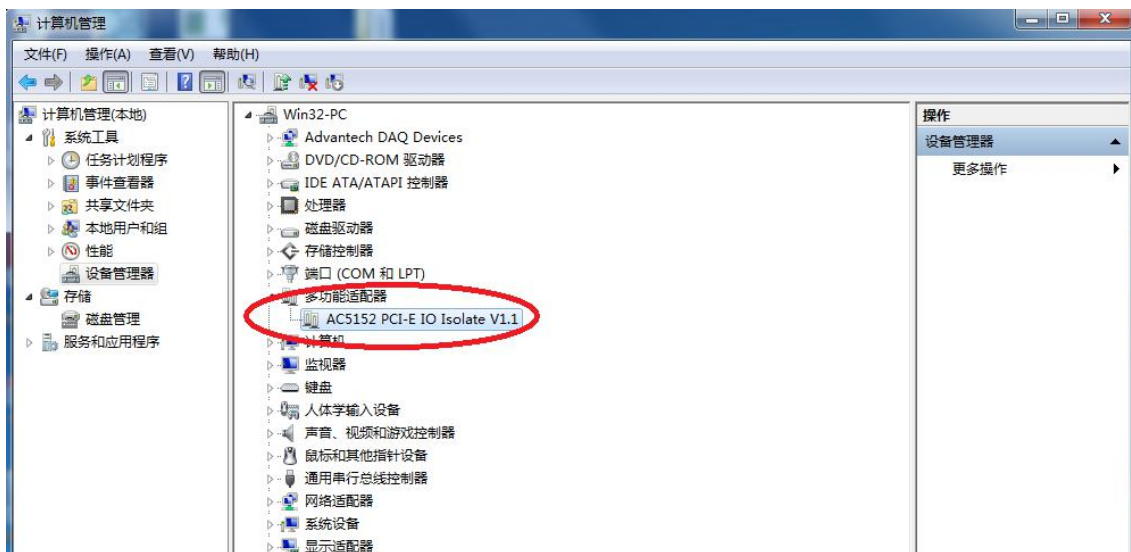 计算机管理
文件(F) 操作(A) 查看(V) 帮助(H)
计算机管理(本地)
系统工具
任务计划程序
事件查看器
共享文件夹
本地用户和组
性能
设备管理器
存储
磁盘管理
服务和应用程序
Win32-PC
Advantech DAQ Devices
DVD/CD-ROM 驱动器
IDE ATA/ATAPI 控制器
处理器
磁盘驱动器
存储控制器
端口 (COM 和 LPT)
多功能适配器
AC5152 PCI-E IO Isolate V1.1
计算机
监视器
键盘
人体学输入设备
声音、视频和游戏控制器
鼠标和其他指针设备
通用串行总线控制器
网络适配器
系统设备
显示适配器
操作
设备管理器
更多操作